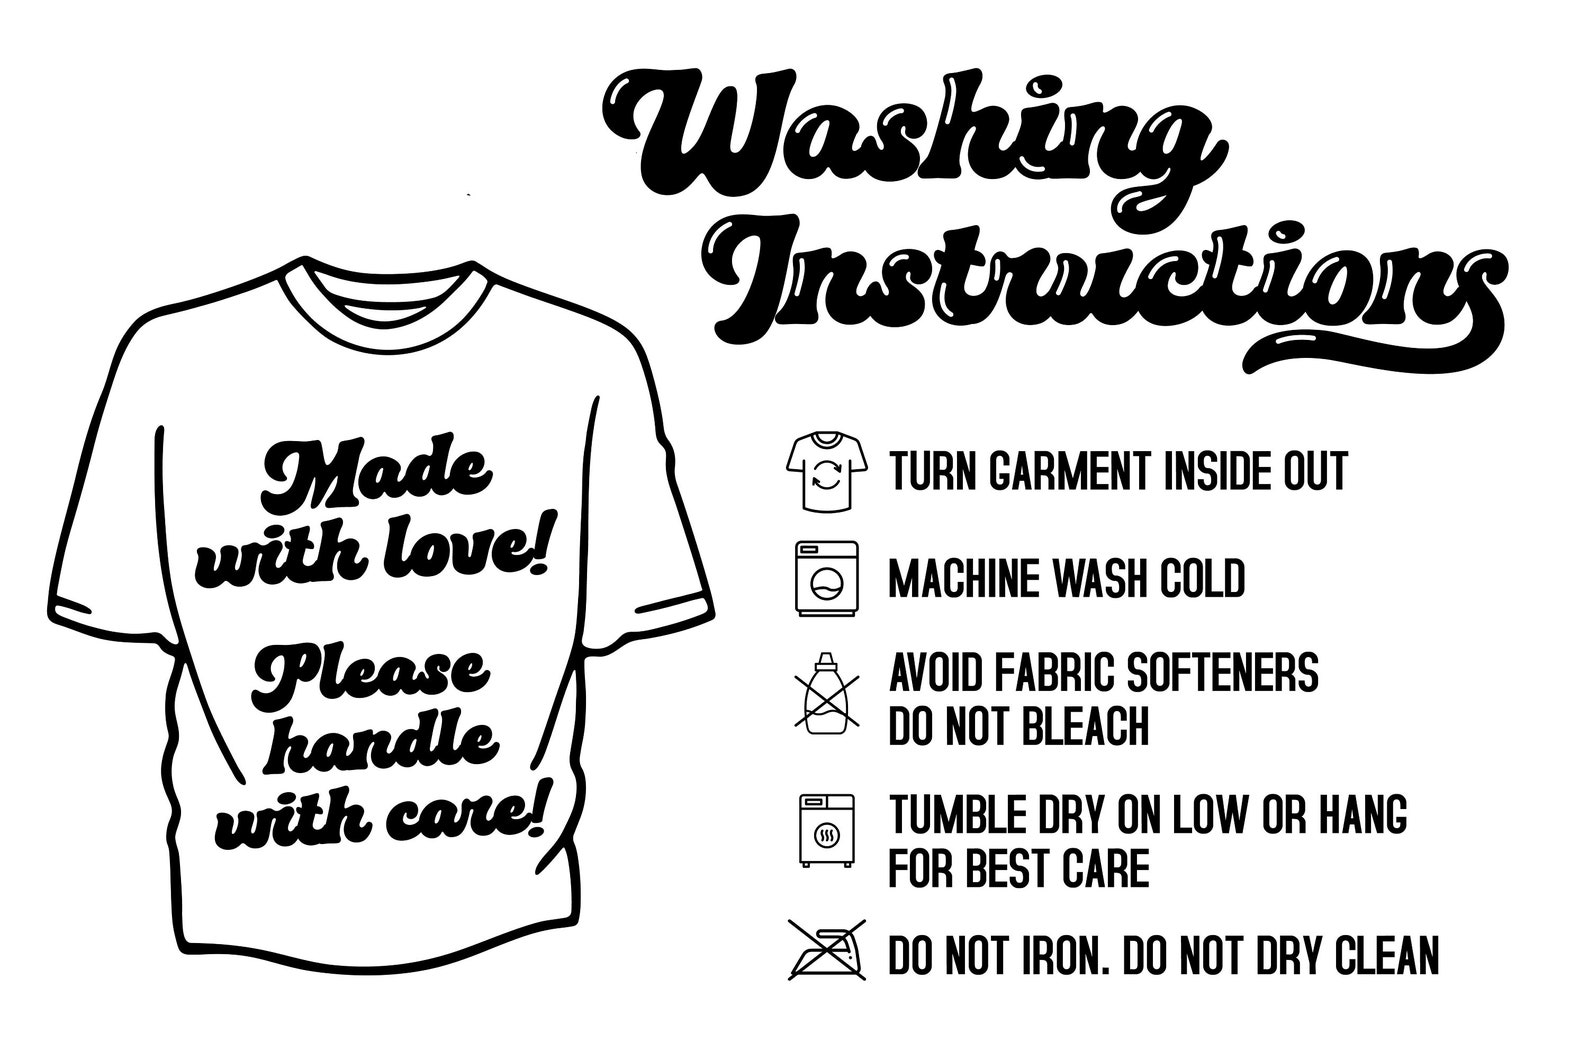 Washing
Instructions
Made
with love!
Please
handle
with care!
TURN GARMENT INSIDE OUT
MACHINE WASH COLD
AVOID FABRIC SOFTENERS
DO NOT BLEACH
TUMBLE DRY ON LOW OR HANG
FOR BEST CARE
DO NOT IRON. DO NOT DRY CLEAN